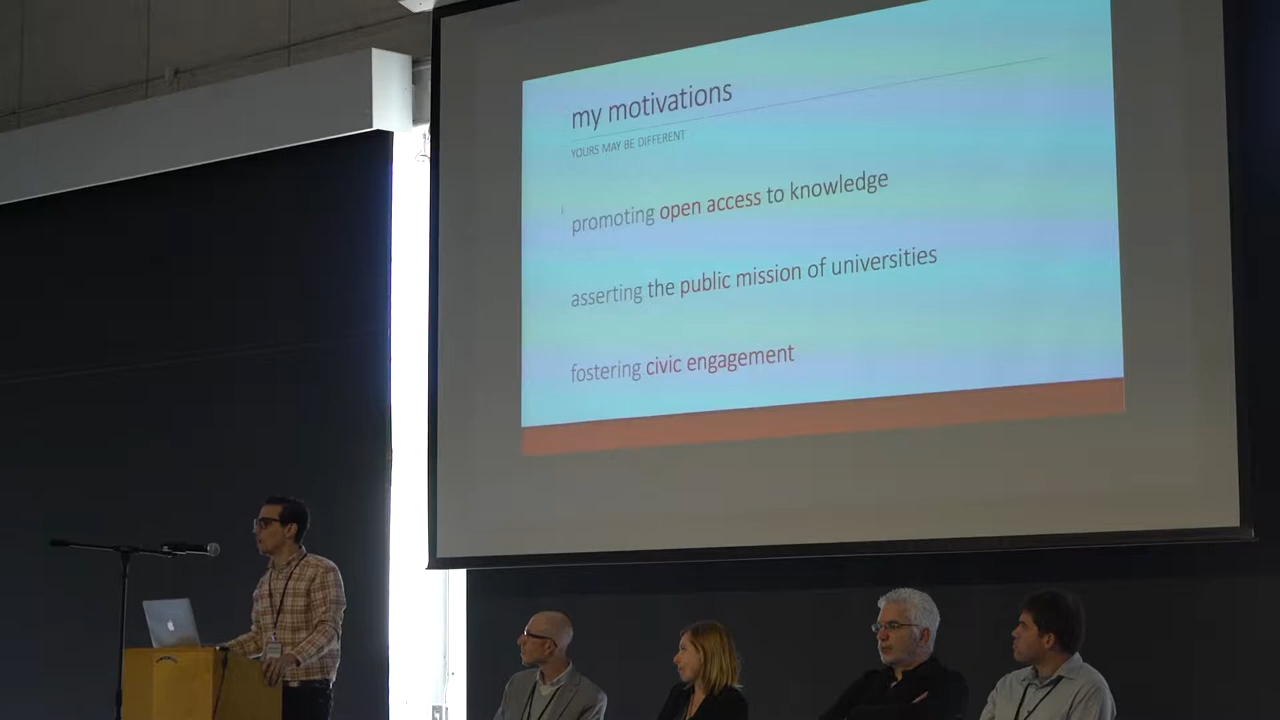 my motivations
YOURS MAY BE DIFFERENT
promoting open access to knowledge
asserting the public mission of universities
fostering civic engagement